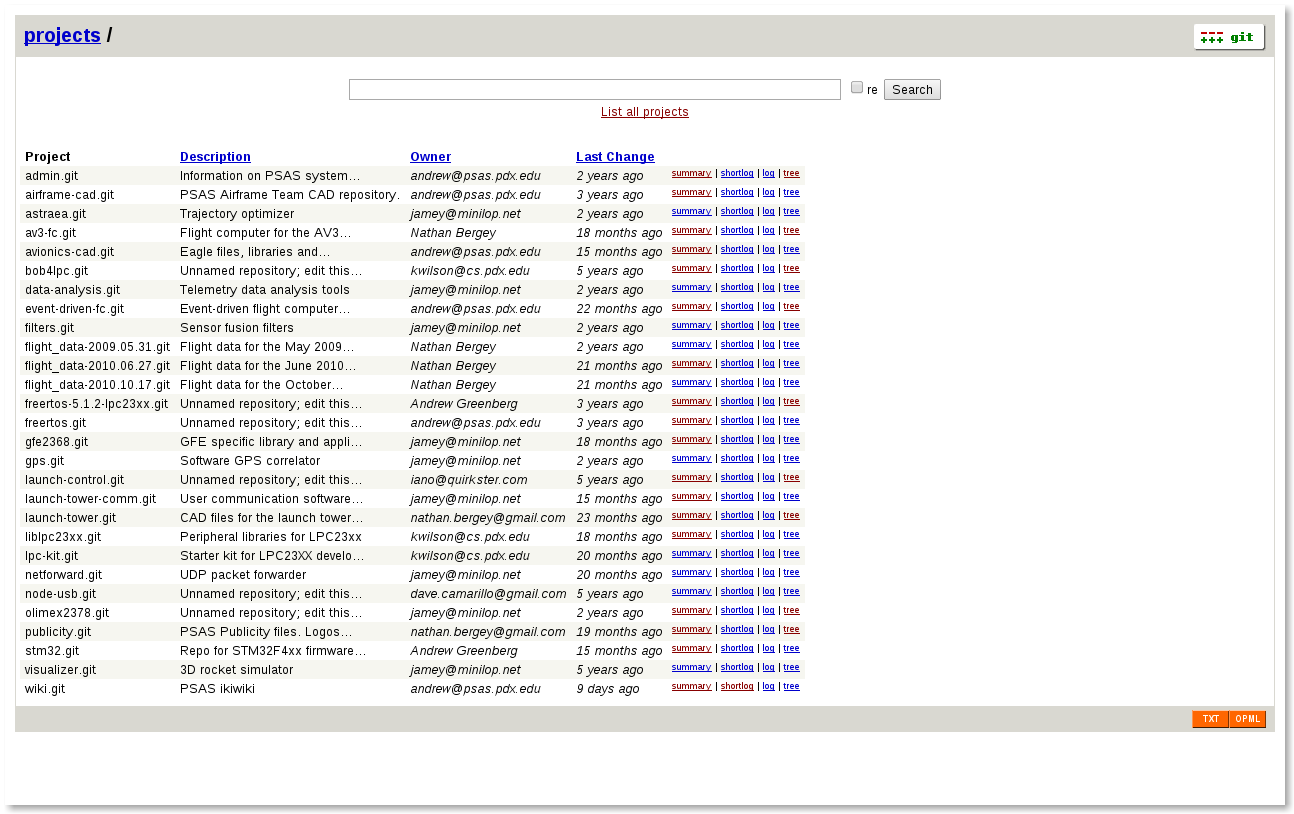 projects /
--- +++ git
re Search
List all projects
Project Description Owner Last Change
admin.git Information on PSAS system... andrew@psas.pdx.edu 2 years ago summary | shortlog | log | tree
airframe-cad.git PSAS Airframe Team CAD repository. andrew@psas.pdx.edu 3 years ago summary | shortlog | log | tree
astraea.git Trajectory optimizer jamey@minilop.net 2 years ago summary | shortlog | log | tree
av3-fc.git Flight computer for the AV3... Nathan Bergey 18 months ago summary | shortlog | log | tree
avionics-cad.git Eagle files, libraries and... andrew@psas.pdx.edu 15 months ago summary | shortlog | log | tree
bob4lpc.git Unnamed repository; edit this... kwilson@cs.pdx.edu 5 years ago summary | shortlog | log | tree
data-analysis.git Telemetry data analysis tools jamey@minilop.net 2 years ago summary | shortlog | log | tree
event-driven-fc.git Event-driven flight computer... andrew@psas.pdx.edu 22 months ago summary | shortlog | log | tree
filters.git Sensor fusion filters jamey@minilop.net 2 years ago summary | shortlog | log | tree
flight_data-2009.05.31.git Flight data for the May 2009... Nathan Bergey 2 years ago summary | shortlog | log | tree
flight_data-2010.06.27.git Flight data for the June 2010... Nathan Bergey 21 months ago summary | shortlog | log | tree
flight_data-2010.10.17.git Flight data for the October... Nathan Bergey 21 months ago summary | shortlog | log | tree
freertos-5.1.2-lpc23xx.git Unnamed repository; edit this... Andrew Greenberg 3 years ago summary | shortlog | log | tree
freertos.git Unnamed repository; edit this... andrew@psas.pdx.edu 3 years ago summary | shortlog | log | tree
gfe2368.git GFE specific library and appli... jamey@minilop.net 18 months ago summary | shortlog | log | tree
gps.git Software GPS correlator jamey@minilop.net 2 years ago summary | shortlog | log | tree
launch-control.git Unnamed repository; edit this... iano@quirkster.com 5 years ago summary | shortlog | log | tree
launch-tower-comm.git User communication software... jamey@minilop.net 15 months ago summary | shortlog | log | tree
launch-tower.git CAD files for the launch tower... nathan.bergey@gmail.com 23 months ago summary | shortlog | log | tree
liblpc23xx.git Peripheral libraries for LPC23xx kwilson@cs.pdx.edu 18 months ago summary | shortlog | log | tree
lpc-kit.git Starter kit for LPC23XX develo... kwilson@cs.pdx.edu 20 months ago summary | shortlog | log | tree
netforward.git UDP packet forwarder jamey@minilop.net 20 months ago summary | shortlog | log | tree
node-usb.git Unnamed repository; edit this... dave.camarillo@gmail.com 5 years ago summary | shortlog | log | tree
olimex2378.git Unnamed repository; edit this... jamey@minilop.net 2 years ago summary | shortlog | log | tree
publicity.git PSAS Publicity files. Logos... nathan.bergey@gmail.com 19 months ago summary | shortlog | log | tree
stm32.git Repo for STM32F4xx firmware... Andrew Greenberg 15 months ago summary | shortlog | log | tree
visualizer.git 3D rocket simulator jamey@minilop.net 5 years ago summary | shortlog | log | tree
wiki.git PSAS ikiwiki andrew@psas.pdx.edu 9 days ago summary | shortlog | log | tree
TXT OPML